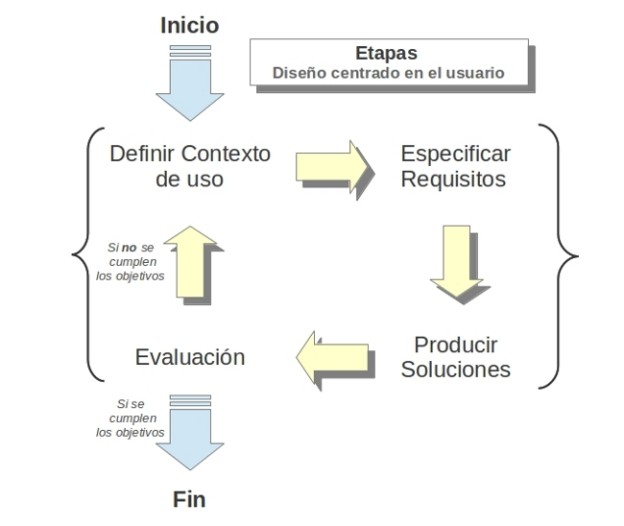 Inicio
Etapas
Diseño centrado en el usuario
Definir Contexto
de uso
Especificar
Requisitos
Si no se
cumplen
los objetivos
Producir
Soluciones
Evaluación
Si se
cumplen
los objetivos
Fin